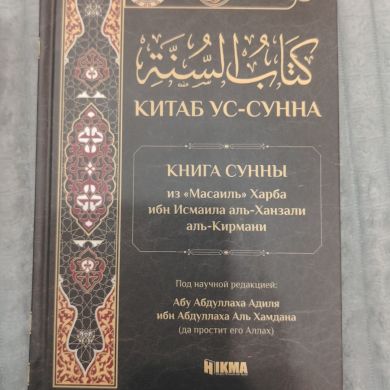 كِتَابُ السُّنَّةِ
КИТАБ УС-СУННА
КНИГА СУННЫ
из «Масаиль» Харба
ибн Исмаила аль-Ханзали
аль-Кирмани
Под научной редакцией:
Абу Абдуллаха Адиля
ибн Абдуллаха Аль Хамдана
(да простит его Аллах)
HIKMA